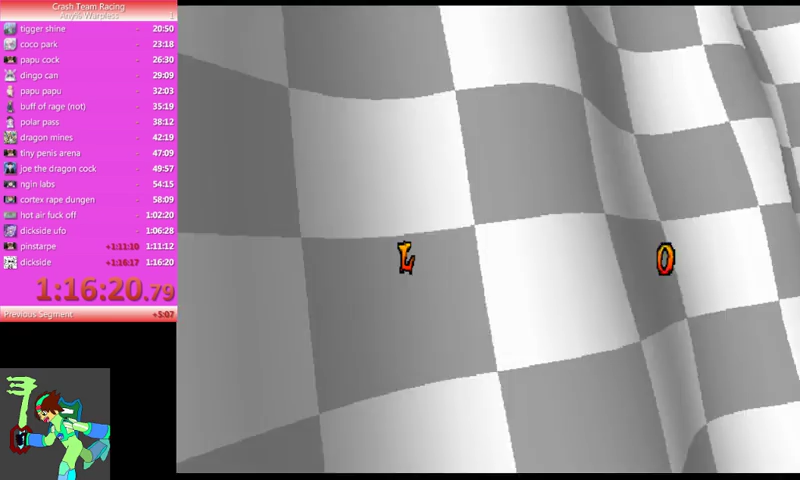 Crash Team Racing
Any% Warpless 1
tigger shine - 20:50
coco park - 23:18
papu cock - 26:30
dingo can - 29:09
papu papu - 32:03
buff of rage (not) - 35:19
polar pass - 38:12
dragon mines - 42:19
tiny penis arena - 47:09
joe the dragon cock - 49:57
ngin labs - 54:15
cortex rape dungen - 58:09
hot air fuck off - 1:02:20
dickside ufo - 1:06:28
pinstarpe +1:11:10 1:11:12
dickside +1:16:17 1:16:20
1:16:20.79
Previous Segment +5:07
L O